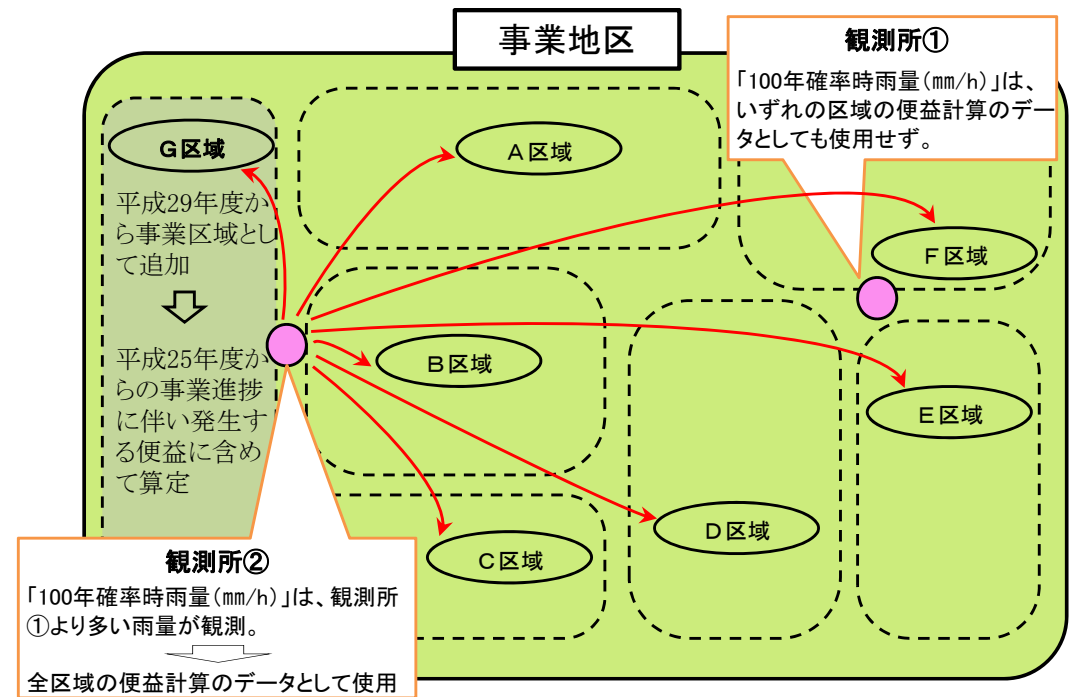 事業地区
観測所①
「100年確率時雨量(㎜/h)」は、
いずれの区域の便益計算のデー
タとしても使用せず。
G区域
A区域
F区域
平成29年度か
ら事業区域とし
て追加
B区域
E区域
平成25年度か
らの事業進捗
に伴い発生す
る便益に含め
て算定
D区域
C区域
観測所②
「100年確率時雨量(㎜/h)」は、観測所
①より多い雨量が観測。
全区域の便益計算のデータとして使用